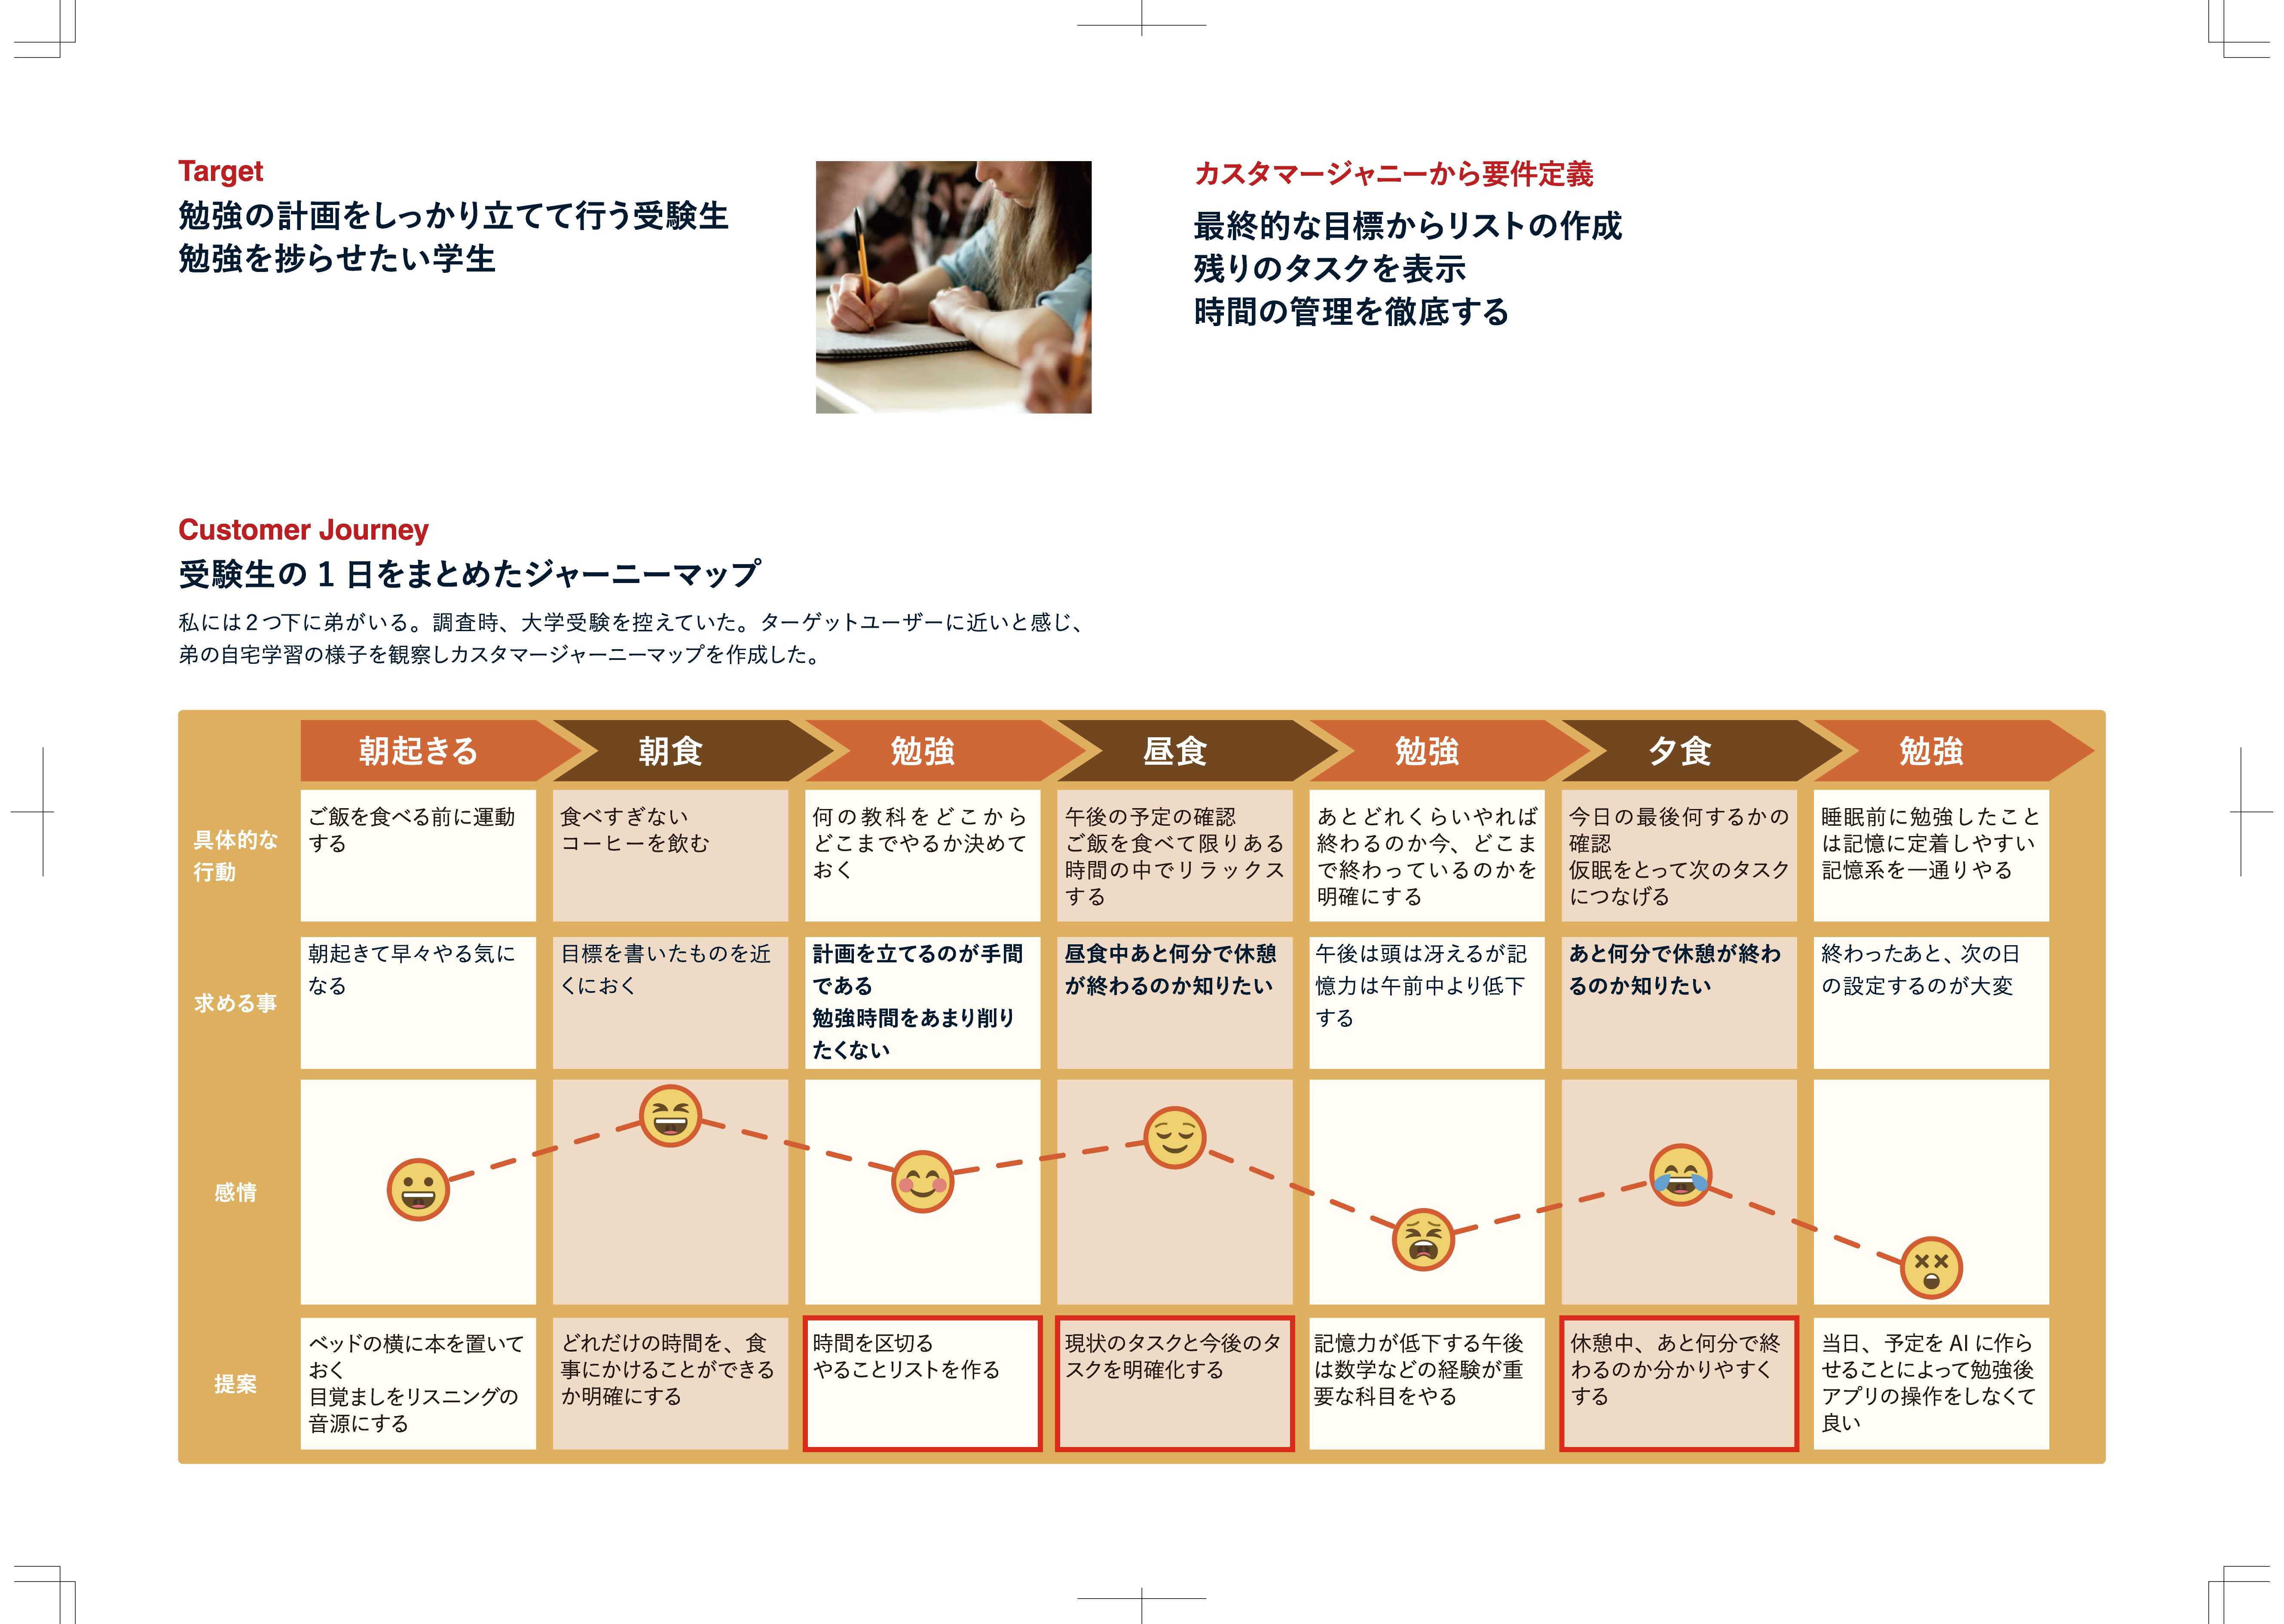 Target
勉強の計画をしっかり立てて行う受験生
勉強を捗らせたい学生
カスタマージャニーから要件定義
最終的な目標からリストの作成
残りのタスクを表示
時間の管理を徹底する
Customer Journey
受験生の1日をまとめたジャーニーマップ
私には2つ下に弟がいる。調査時、大学受験を控えていた。ターゲットユーザーに近いと感じ、
弟の自宅学習の様子を観察しカスタマージャーニーマップを作成した。
朝起きる
朝食
勉強
昼食
勉強
夕食
勉強
具体的な
行動
ご飯を食べる前に運動
する
食べすぎない
コーヒーを飲む
何の教科をどこから
どこまでやるか決めて
おく
午後の予定の確認
ご飯を食べて限りある
時間の中でリラックス
する
あとどれくらいやれば
終わるのか今、どこま
で終わっているのかを
明確にする
今日の最後何するかの
確認
仮眠をとって次のタスク
につなげる
睡眠前に勉強したこと
は記憶に定着しやすい
記憶系を一通りやる
求める事
朝起きて早々やる気に
なる
目標を書いたものを近
くにおく
計画を立てるのが手間
である
勉強時間をあまり削り
たくない
昼食中あと何分で休憩
が終わるのか知りたい
午後は頭は冴えるが記
憶力は午前中より低下
する
あと何分で休憩が終わ
るのか知りたい
終わったあと、次の日
の設定するのが大変
感情
提案
ベッドの横に本を置いて
おく
目覚ましをリスニングの
音源にする
どれだけの時間を、食
事にかけることができる
か明確にする
時間を区切る
やることリストを作る
現状のタスクと今後のタ
スクを明確化する
記憶力が低下する午後
は数学などの経験が重
要な科目をやる
休憩中、あと何分で終
わるのか分かりやすく
する
当日、予定を AI に作ら
せることによって勉強後
アプリの操作をしなくて
良い